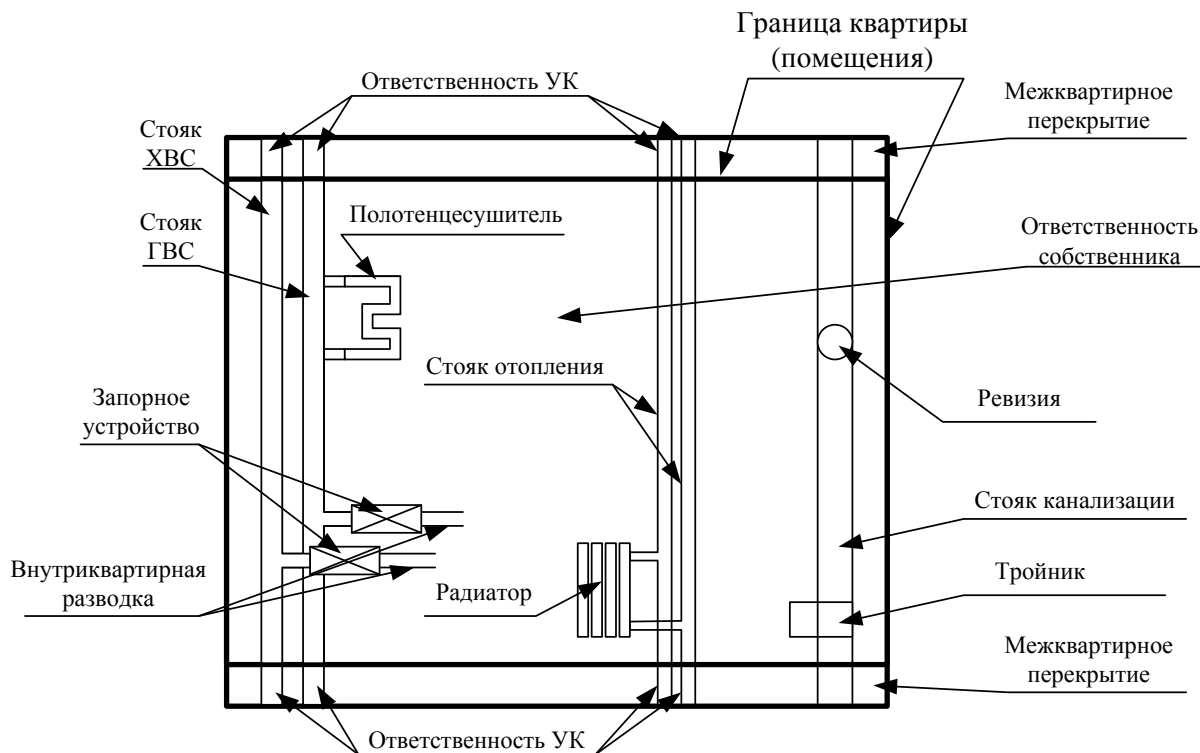 Граница квартиры
(помещения)
Ответственность УК
Межквартирное
перекрытие
Стояк
ХВС
Стояк
ГВС
Полотенцесушитель
Ответственность
собственника
Стояк отопления
Запорное
устройство
Ревизия
Стояк канализации
Внутриквартирная
разводка
Радиатор
Тройник
Межквартирное
перекрытие
Ответственность УК